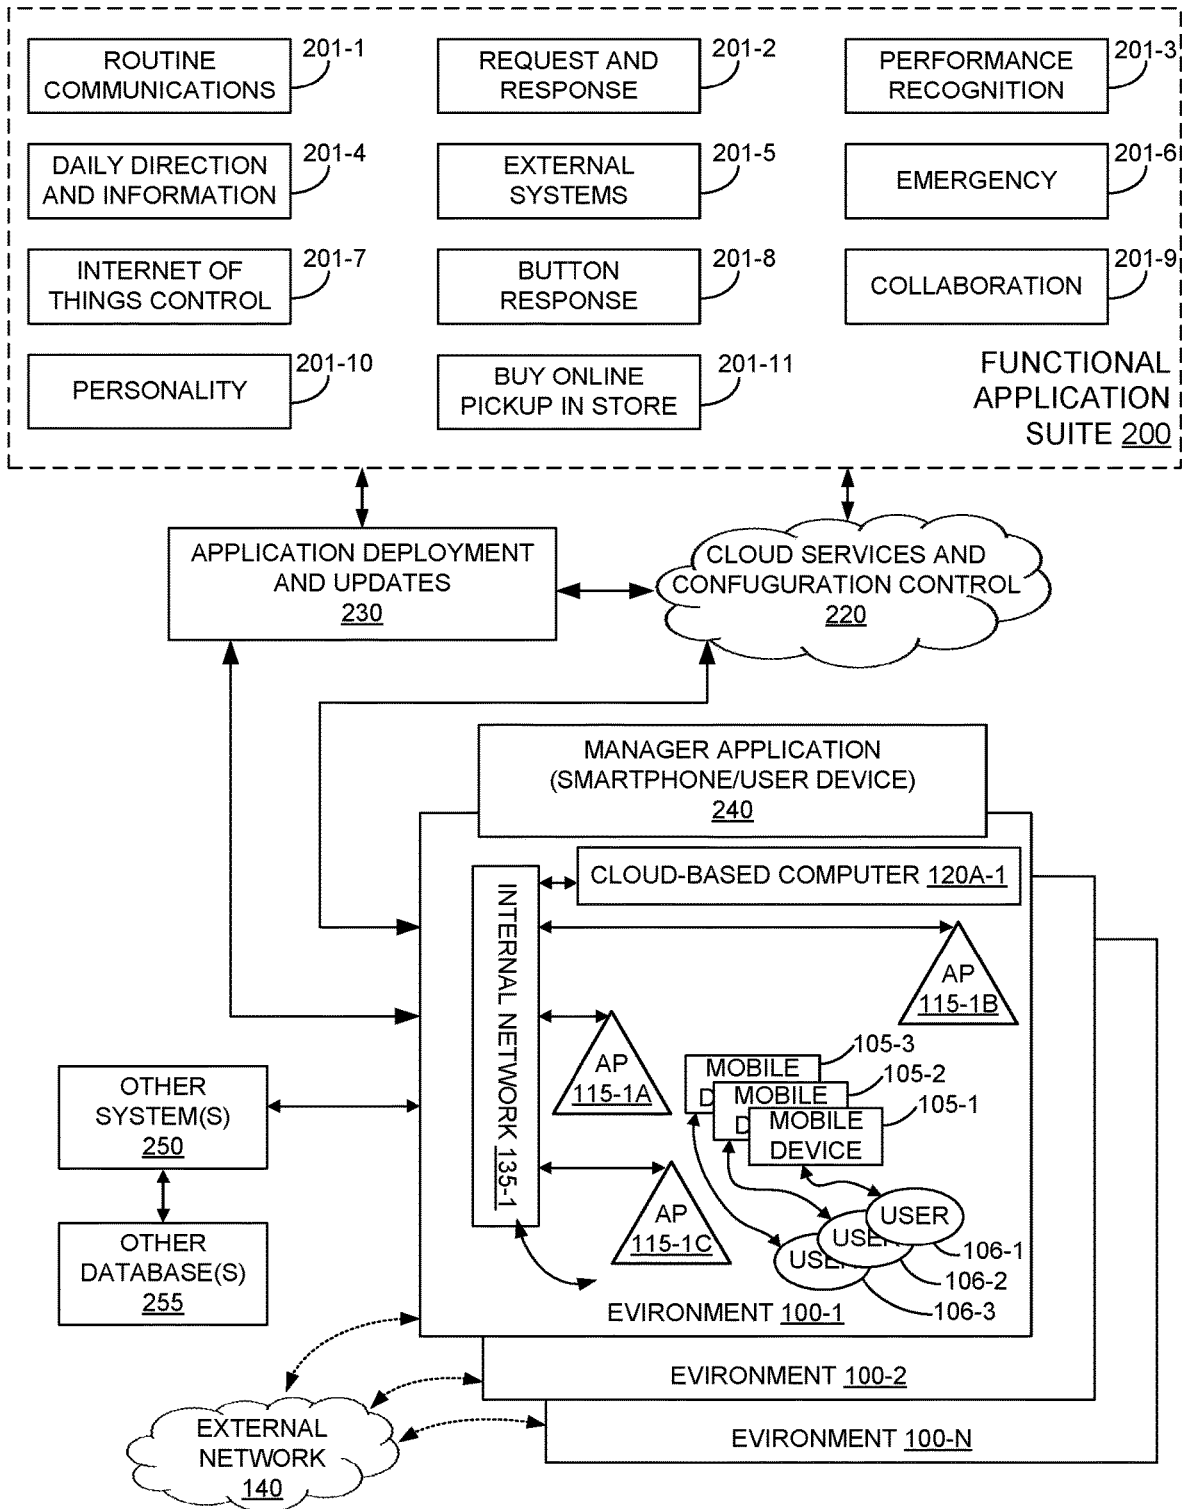 ROUTINE
COMMUNICATIONS
201-1
REQUEST AND
RESPONSE
201-2
PERFORMANCE
RECOGNITION
201-3
DAILY DIRECTION
AND INFORMATION
201-4
EXTERNAL
SYSTEMS
201-5
EMERGENCY
201-6
INTERNET OF
THINGS CONTROL
201-7
BUTTON
RESPONSE
201-8
COLLABORATION
201-9
PERSONALITY
201-10
BUY ONLINE
PICKUP IN STORE
201-11
FUNCTIONAL
APPLICATION
SUITE 200
APPLICATION DEPLOYMENT
AND UPDATES
230
CLOUD SERVICES AND
CONFUGURATION CONTROL
220
MANAGER APPLICATION
(SMARTPHONE/USER DEVICE)
240
CLOUD-BASED COMPUTER 120A-1
INTERNAL NETWORK 135-1
AP
115-1B
AP
115-1A
AP
115-1C
MOBILE
D
105-3
MOBILE
D
105-2
MOBILE
DEVICE
105-1
USER
106-1
USER
106-2
USER
106-3
OTHER
SYSTEM(S)
250
OTHER
DATABASE(S)
255
EVIRONMENT 100-1
EVIRONMENT 100-2
EVIRONMENT 100-N
EXTERNAL
NETWORK
140